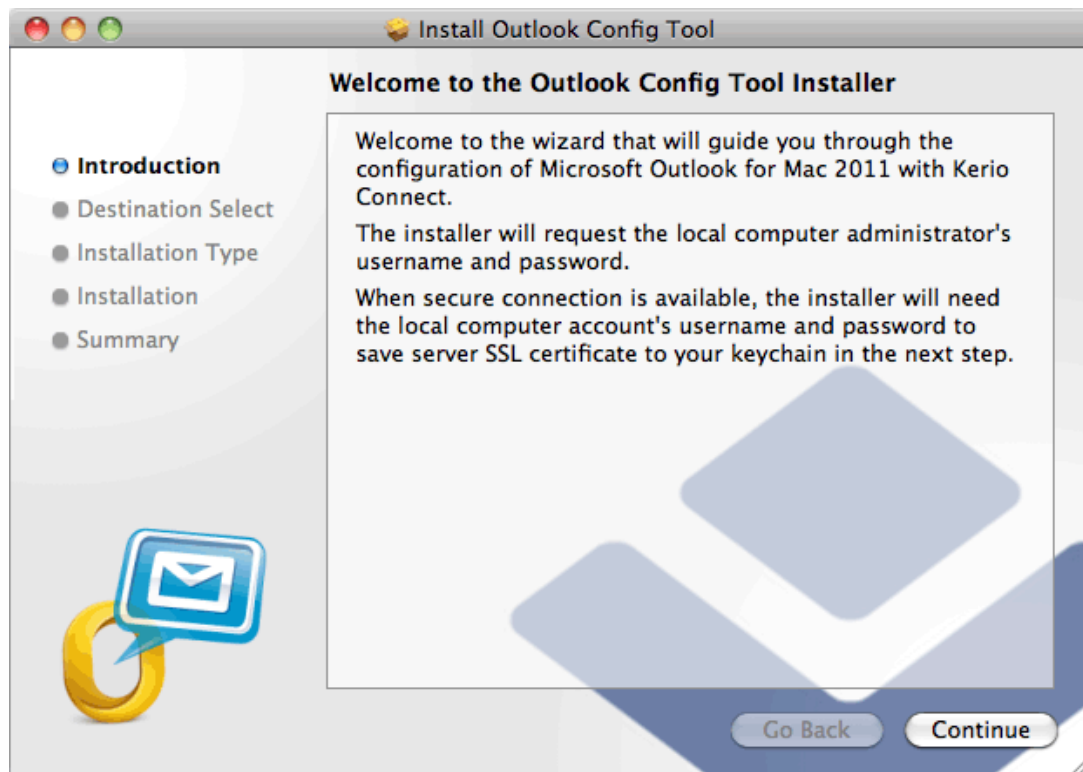 Install Outlook Config Tool
Welcome to the Outlook Config Tool Installer
Introduction
Destination Select
Installation Type
Installation
Summary
Welcome to the wizard that will guide you through the
configuration of Microsoft Outlook for Mac 2011 with Kerio
Connect.
The installer will request the local computer administrator's
username and password.
When secure connection is available, the installer will need
the local computer account's username and password to
save server SSL certificate to your keychain in the next step.
Go Back
Continue